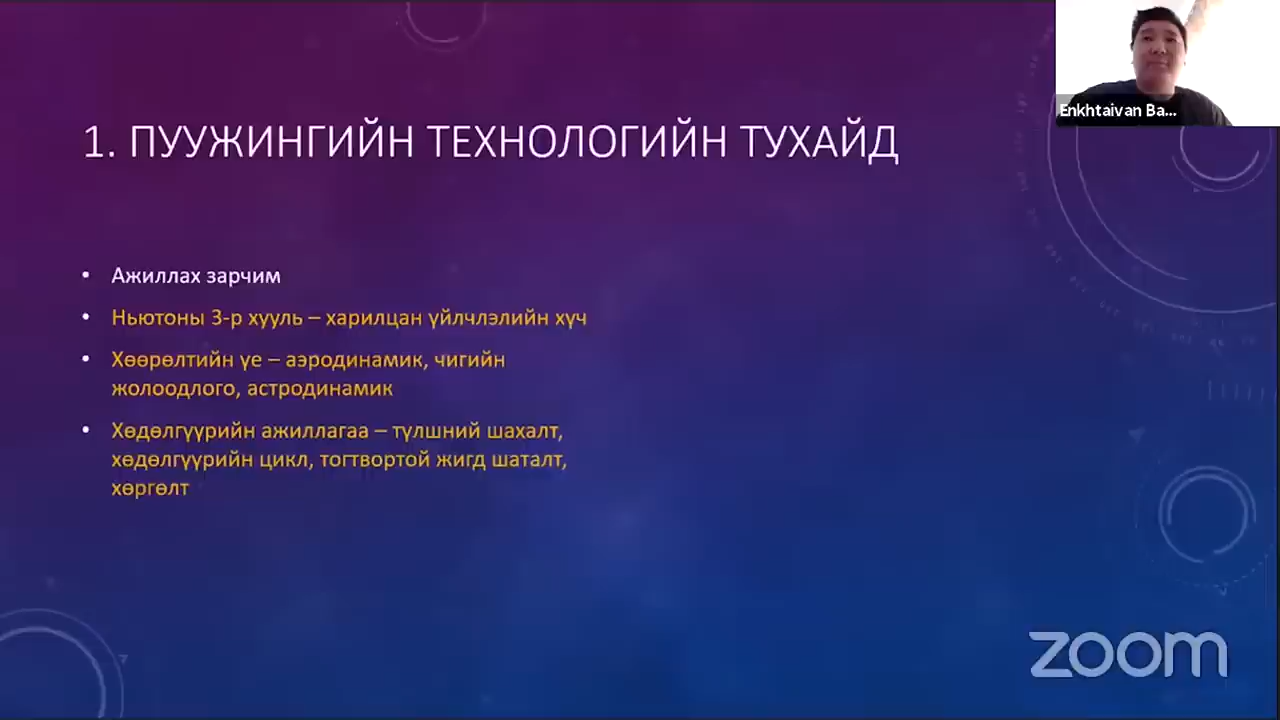 Enkhtaivan Ba...
1. ПУУЖИНГИЙН ТЕХНОЛОГИЙН ТУХАЙД
• Ажиллах зарчим
• Ньютоны 3-р хууль – харилцан үйлчлэлийн хүч
• Хөөрөлтийн үе – аэродинамик, чигийн
жолоодлого, астродинамик
• Хөдөлгүүрийн ажиллагаа – түлшний шахалт,
хөдөлгүүрийн цикл, тогтвортой жигд шаталт,
хөргөлт
zoom